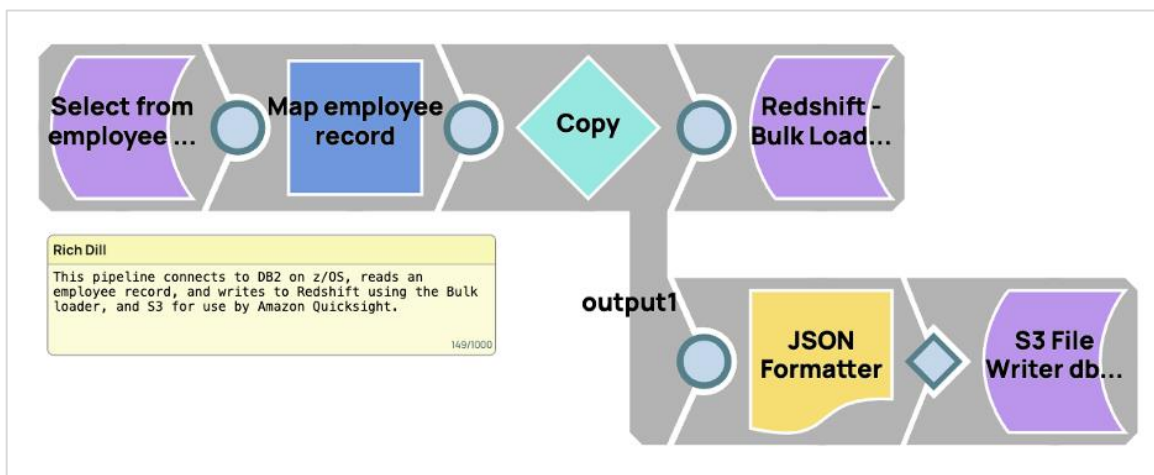 Select from
employee ...
Map employee
record
Copy
Redshift -
Bulk Load...
Rich Dill
This pipeline connects to DB2 on z/OS, reads an
employee record, and writes to Redshift using the Bulk
loader, and S3 for use by Amazon Quicksight.
149/1000
output1
JSON
Formatter
S3 File
Writer db...